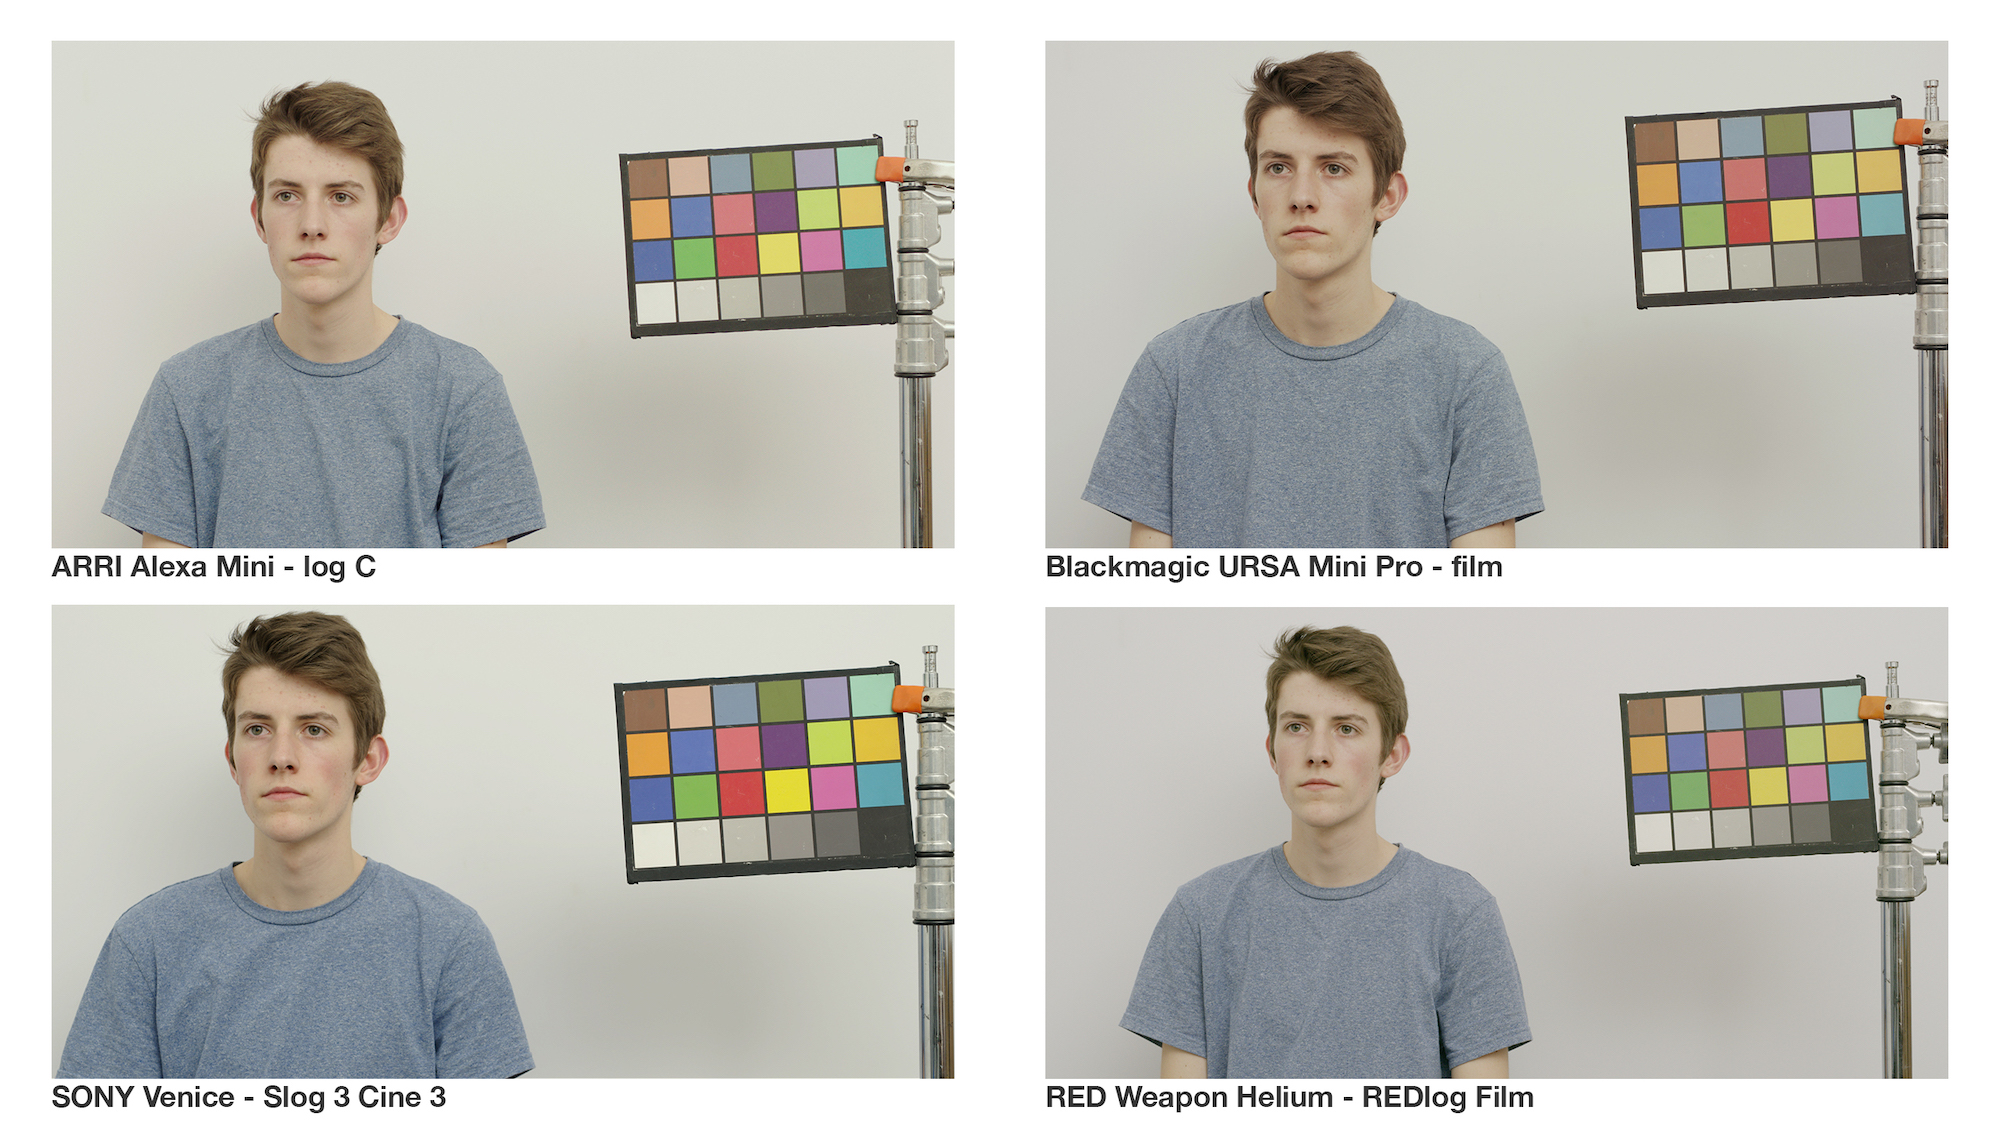 ARRI Alexa Mini - log C
Blackmagic URSA Mini Pro - film
SONY Venice - Slog 3 Cine 3
RED Weapon Helium - REDlog Film